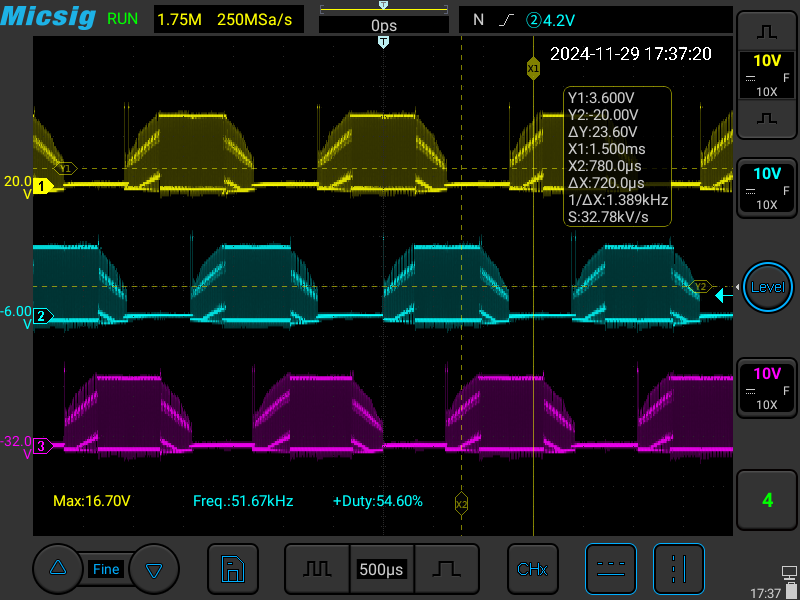 Micsig RUN 1.75M 250MSa/s 0ps N ②4.2V
T
2024-11-29 17:37:20
X1
10V
F
10X
Y1:3.600V
Y2:-20.00V
ΔY:23.60V
X1:1.500ms
X2:780.0µs
ΔX:720.0µs
1/ΔX:1.389kHz
S:32.78kV/s
Y1
20.0
V
1
10V
F
10X
Y2
Level
-6.00
V
2
10V
F
10X
-32.0
V
3
Max:16.70V Freq.:51.67kHz +Duty:54.60%
X2
4
Fine 500µs CHx
17:37